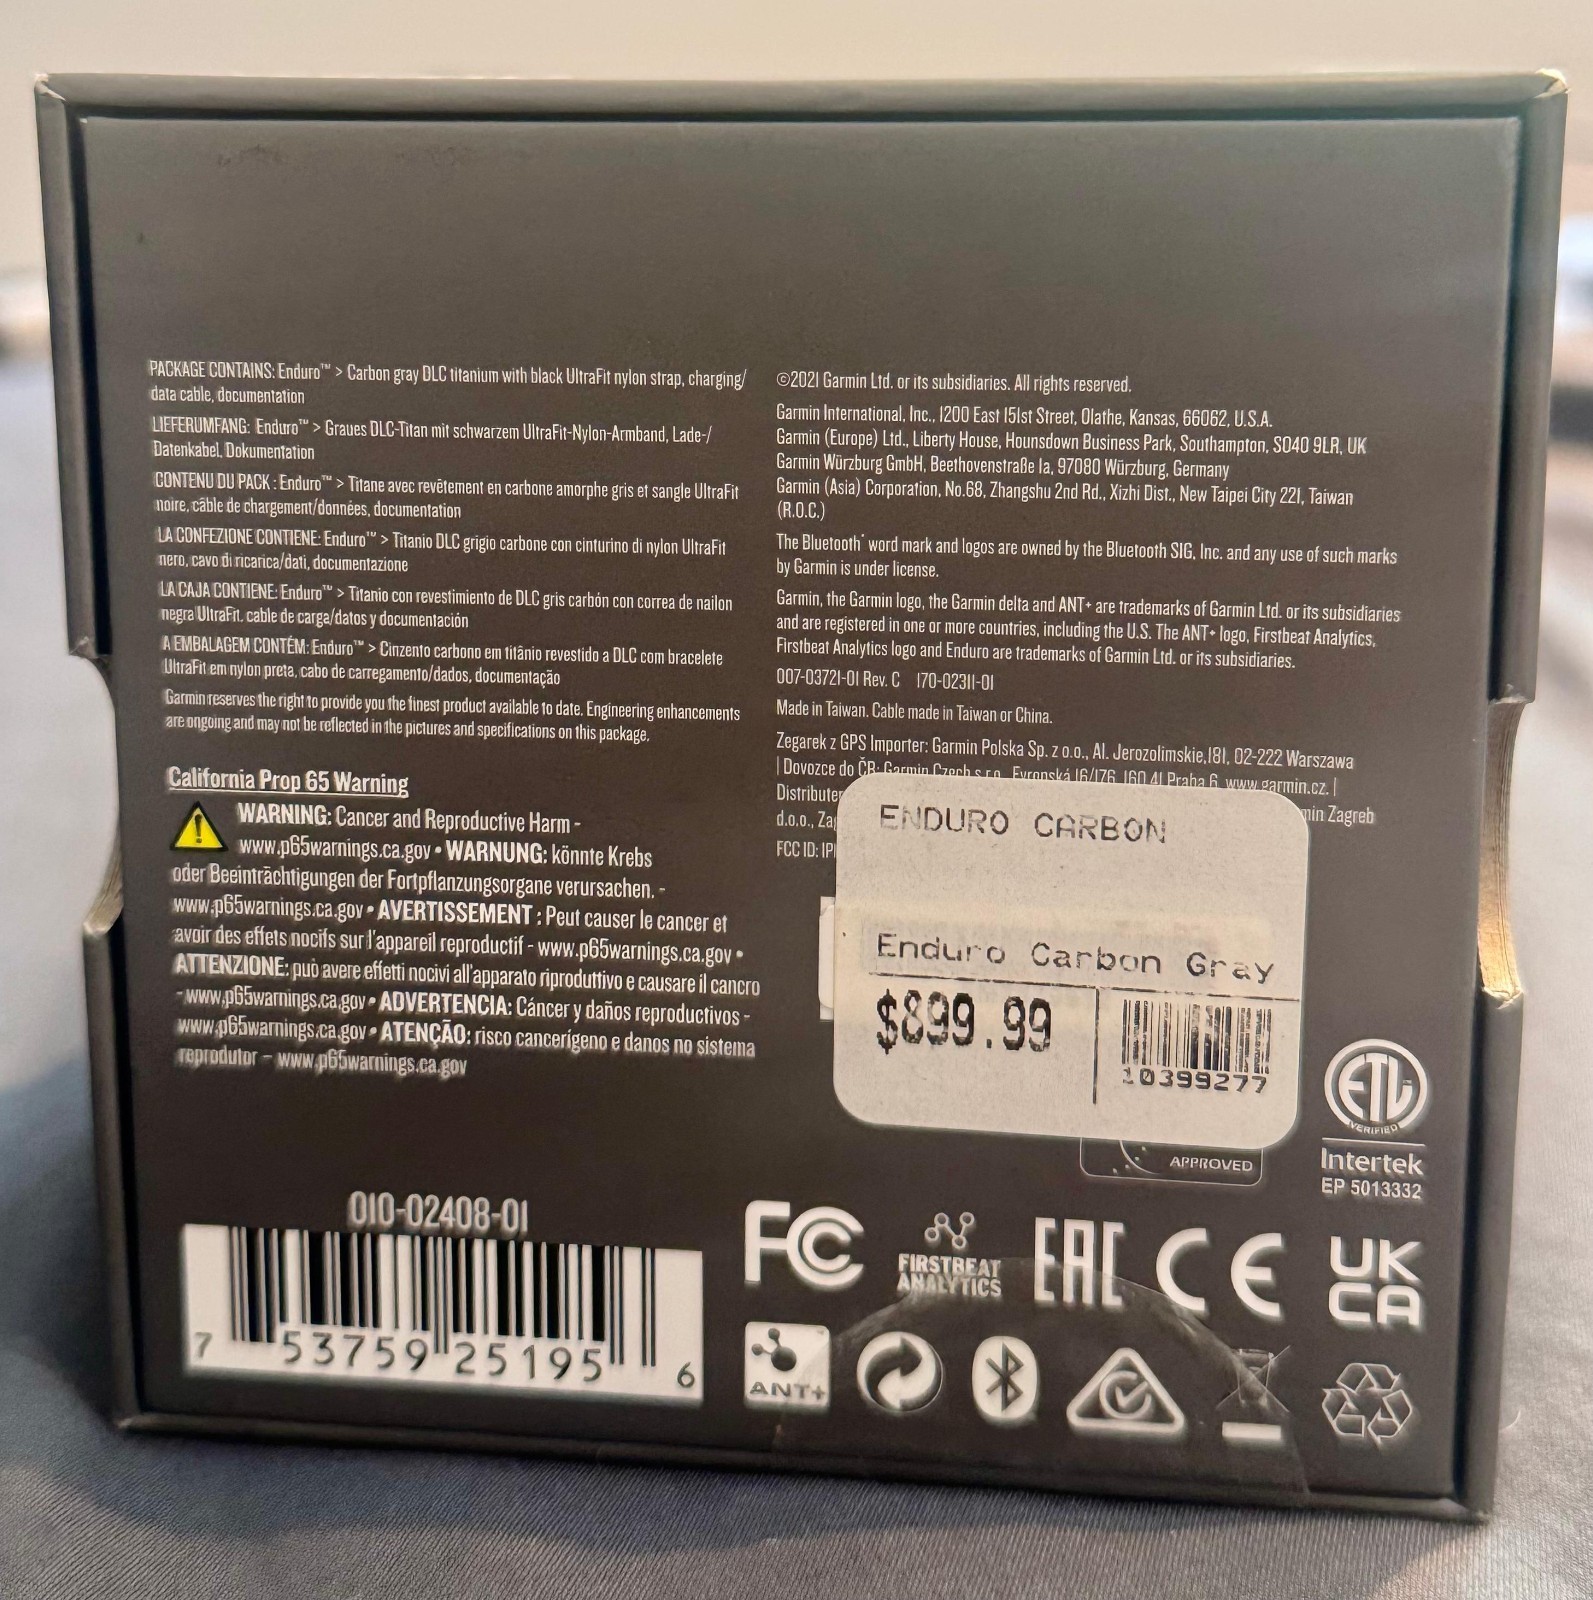 PACKAGE CONTAINS: Enduro™ > Carbon gray DLC titanium with black UltraFit nylon strap, charging/
data cable, documentation
LIEFERUMFANG: Enduro™ > Graues DLC-Titan mit schwarzem UltraFit-Nylon-Armband, Lade-/
Datenkabel, Dokumentation
CONTENU DU PACK : Enduro™ > Titane avec revêtement en carbone amorphe gris et sangle UltraFit
noire, câble de chargement/données, documentation
LA CONFEZIONE CONTIENE: Enduro™ > Titanio DLC grigio carbone con cinturino di nylon UltraFit
nero, cavo di ricarica/dati, documentazione
LA CAJA CONTIENE: Enduro™ > Titanio con revestimiento de DLC gris carbón con correa de nailon
negra UltraFit, cable de carga/datos y documentación
A EMBALAGEM CONTÉM: Enduro™ > Cinzento carbono em titânio revestido a DLC com bracelete
UltraFit em nylon preta, cabo de carregamento/dados, documentação
Garmin reserves the right to provide you the finest product available to date. Engineering enhancements
are ongoing and may not be reflected in the pictures and specifications on this package.
California Prop 65 Warning
WARNING: Cancer and Reproductive Harm -
www.p65warnings.ca.gov • WARNUNG: könnte Krebs
oder Beeinträchtigungen der Fortpflanzungsorgane verursachen. -
www.p65warnings.ca.gov • AVERTISSEMENT : Peut causer le cancer et
avoir des effets nocifs sur l'appareil reproductif - www.p65warnings.ca.gov •
ATTENZIONE: può avere effetti nocivi all'apparato riproduttivo e causare il cancro
- www.p65warnings.ca.gov • ADVERTENCIA: Cáncer y daños reproductivos -
www.p65warnings.ca.gov • ATENÇÃO: risco cancerígeno e danos no sistema
reprodutor – www.p65warnings.ca.gov
010-02408-01
7 53759 25195 6
©2021 Garmin Ltd. or its subsidiaries. All rights reserved.
Garmin International, Inc., 1200 East 151st Street, Olathe, Kansas, 66062, U.S.A.
Garmin (Europe) Ltd., Liberty House, Hounsdown Business Park, Southampton, SO40 9LR, UK
Garmin Würzburg GmbH, Beethovenstraße 1a, 97080 Würzburg, Germany
Garmin (Asia) Corporation, No.68, Zhangshu 2nd Rd., Xizhi Dist., New Taipei City 221, Taiwan
(R.O.C.)
The Bluetooth® word mark and logos are owned by the Bluetooth SIG, Inc. and any use of such marks
by Garmin is under license.
Garmin, the Garmin logo, the Garmin delta and ANT+ are trademarks of Garmin Ltd. or its subsidiaries
and are registered in one or more countries, including the U.S. The ANT+ logo, Firstbeat Analytics,
Firstbeat Analytics logo and Enduro are trademarks of Garmin Ltd. or its subsidiaries.
007-03721-01 Rev. C 170-02311-01
Made in Taiwan. Cable made in Taiwan or China.
Zegarek z GPS Importer: Garmin Polska Sp. z o.o., Al. Jerozolimskie,181, 02-222 Warszawa
| Dovozce do ČR: Garmin Czech s.r.o., Evropská 16/176, 160 41 Praha 6, www.garmin.cz. |
Zagreb
d.o.o.,
FCC ID:
ENDURO CARBON
Enduro Carbon Gray
$899.99
10399277
APPROVED
ETL
VERIFIED
Intertek
EP 5013332
FC
FIRSTBEAT
ANALYTICS
EAC
CE
UK
CA
ANT+